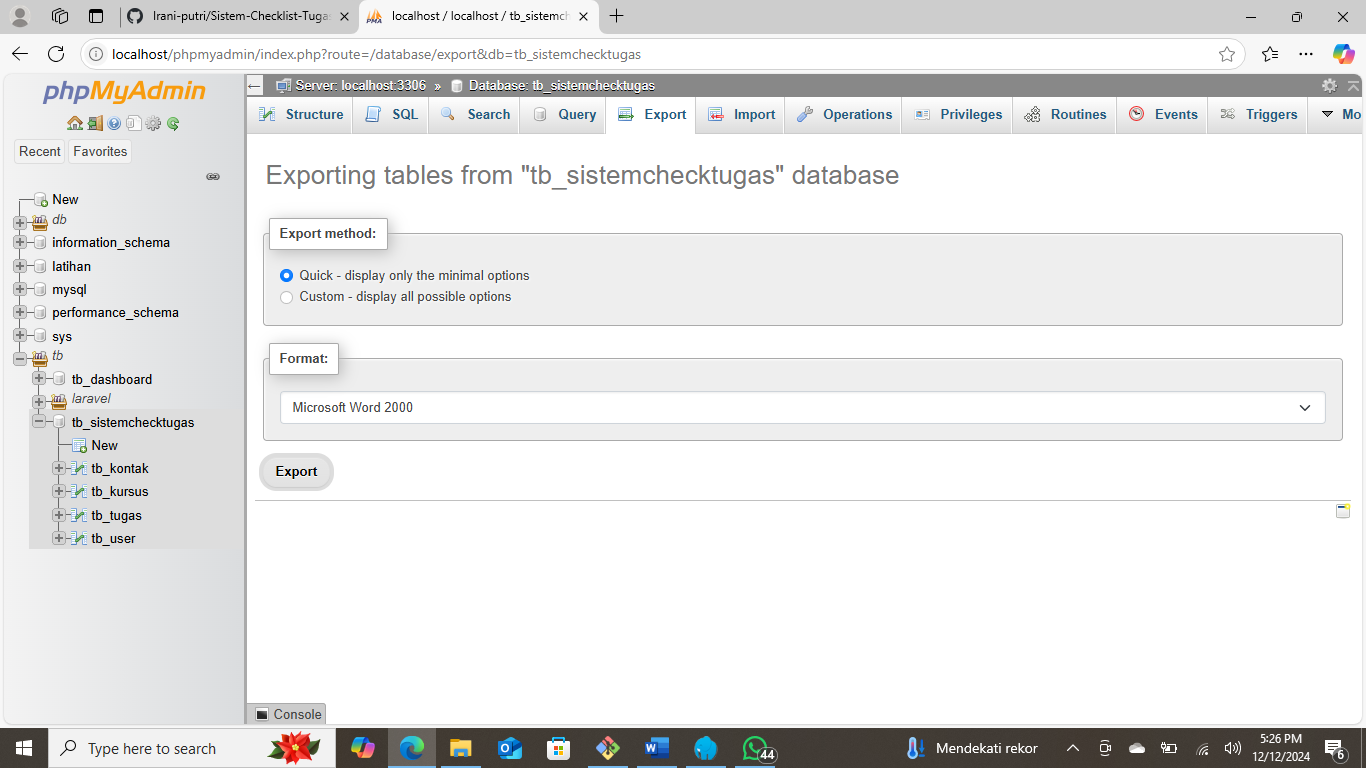 Irani-putri/Sistem-Checklist-Tugas
localhost / localhost / tb_sistemch
localhost/phpmyadmin/index.php?route=/database/export&db=tb_sistemchecktugas
phpMyAdmin
Recent
Favorites
New
db
information_schema
latihan
mysql
performance_schema
sys
tb
tb_dashboard
laravel
tb_sistemchecktugas
New
tb_kontak
tb_kursus
tb_tugas
tb_user
Server: localhost:3306 » Database: tb_sistemchecktugas
Structure SQL Search Query Export Import Operations Privileges Routines Events Triggers Mo
Exporting tables from "tb_sistemchecktugas" database
Export method:
Quick - display only the minimal options
Custom - display all possible options
Format:
Microsoft Word 2000
Export
Console
Type here to search
44
Mendekati rekor
5:26 PM
12/12/2024
6